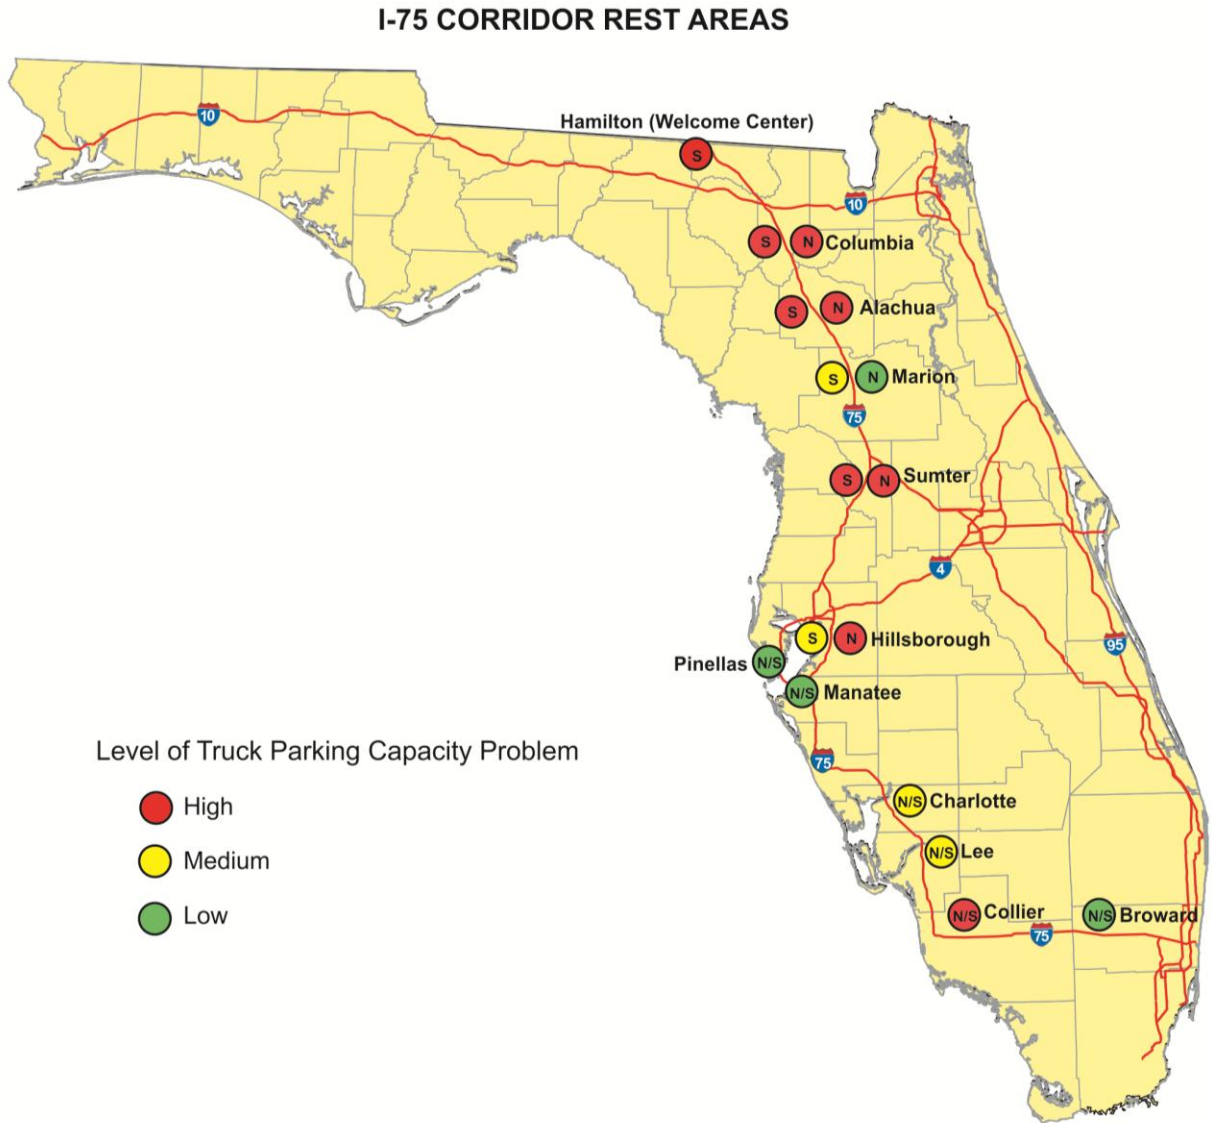 I-75 CORRIDOR REST AREAS
10
Hamilton (Welcome Center)
S
10
S N Columbia
S N Alachua
S N Marion
75
S N Sumter
4
S N Hillsborough
95
Pinellas N/S
N/S Manatee
Level of Truck Parking Capacity Problem
75
High
N/S Charlotte
Medium
N/S Lee
Low
N/S Collier
N/S Broward
75